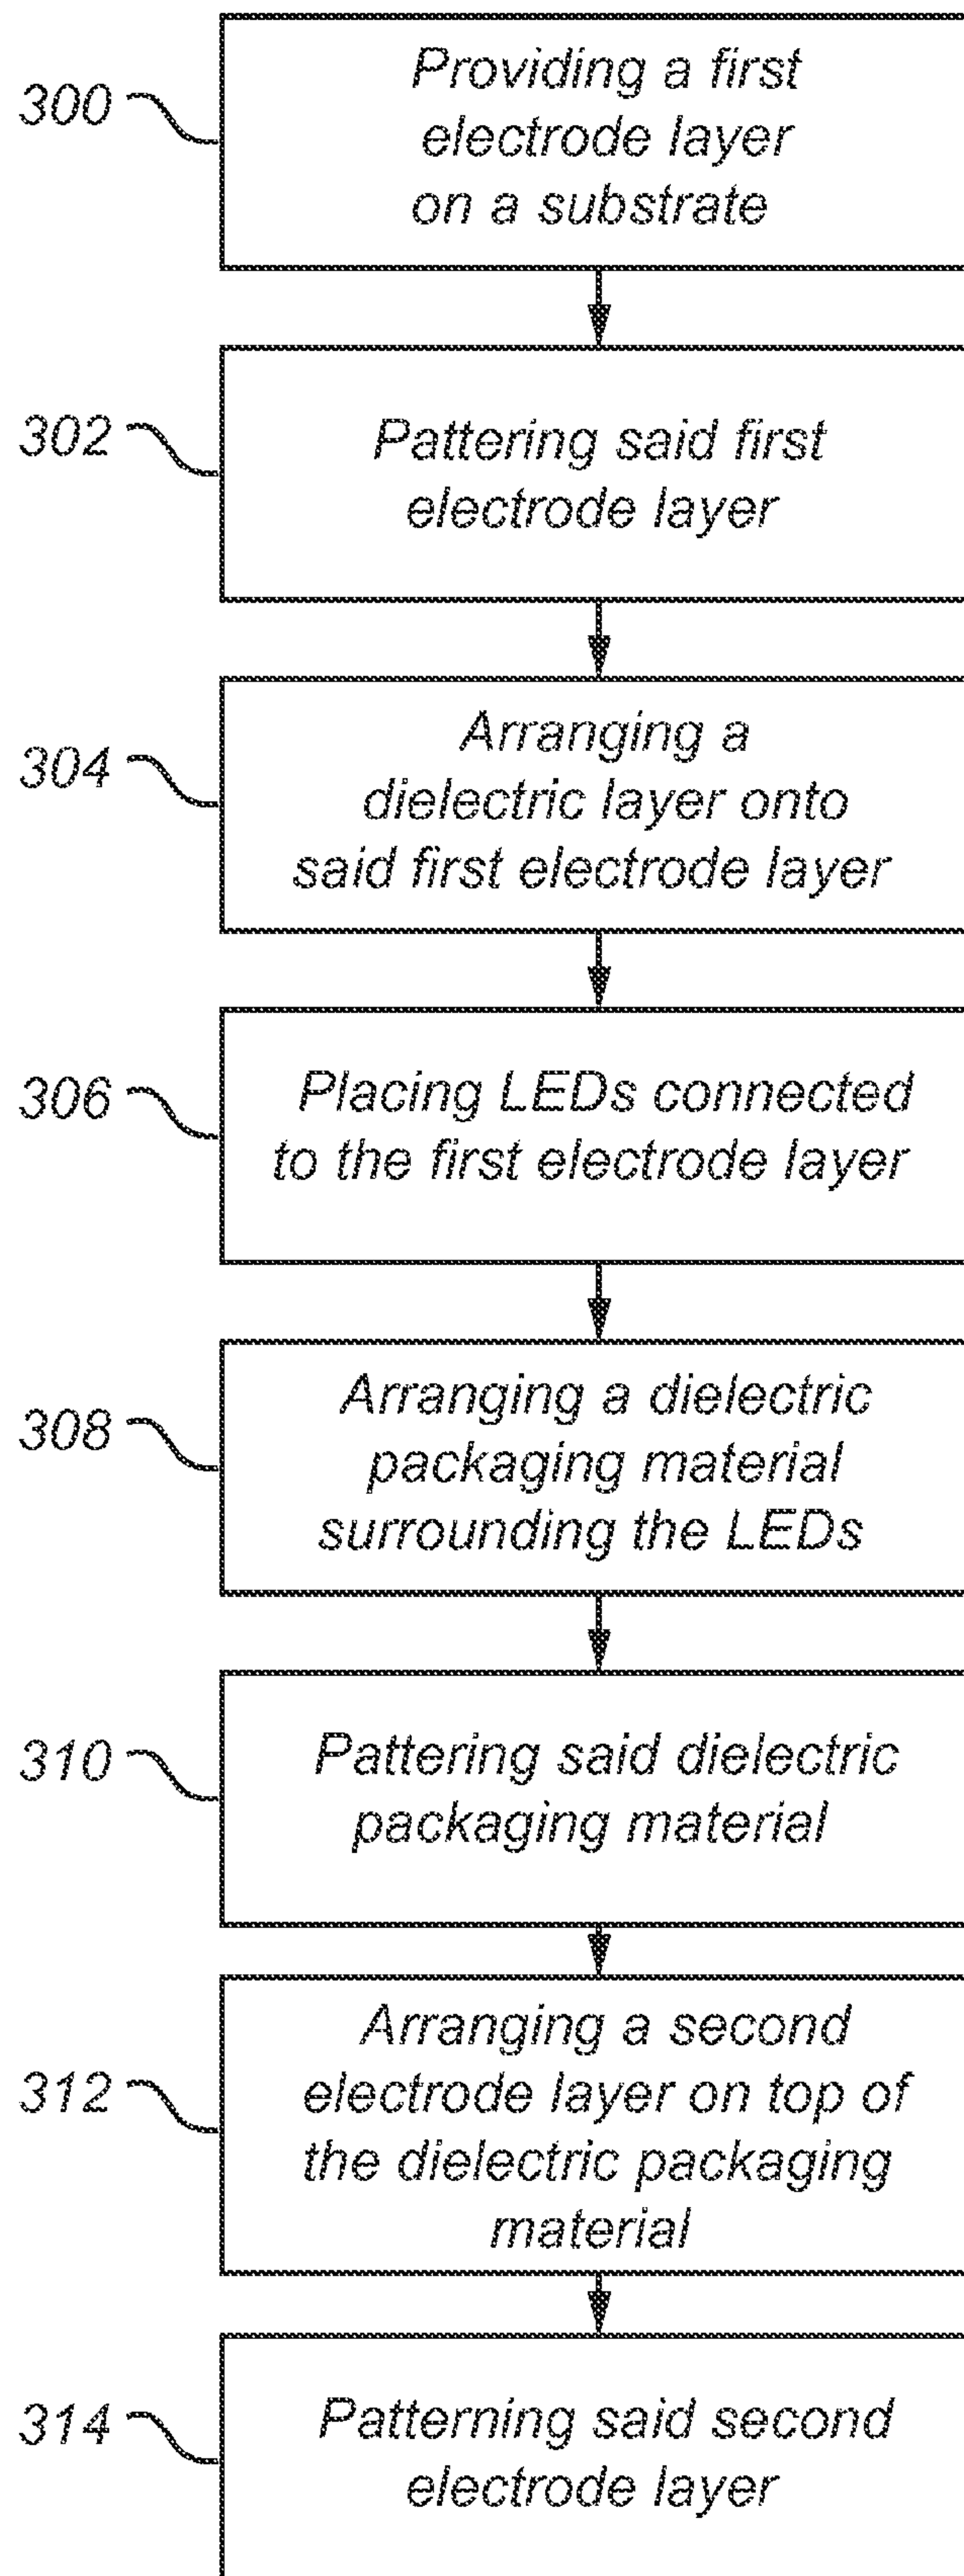 300
Providing a first
electrode layer
on a substrate
302
Pattering said first
electrode layer
304
Arranging a
dielectric layer onto
said first electrode layer
306
Placing LEDs connected
to the first electrode layer
308
Arranging a dielectric
packaging material
surrounding the LEDs
310
Pattering said dielectric
packaging material
312
Arranging a second
electrode layer on top of
the dielectric packaging
material
314
Patterning said second
electrode layer